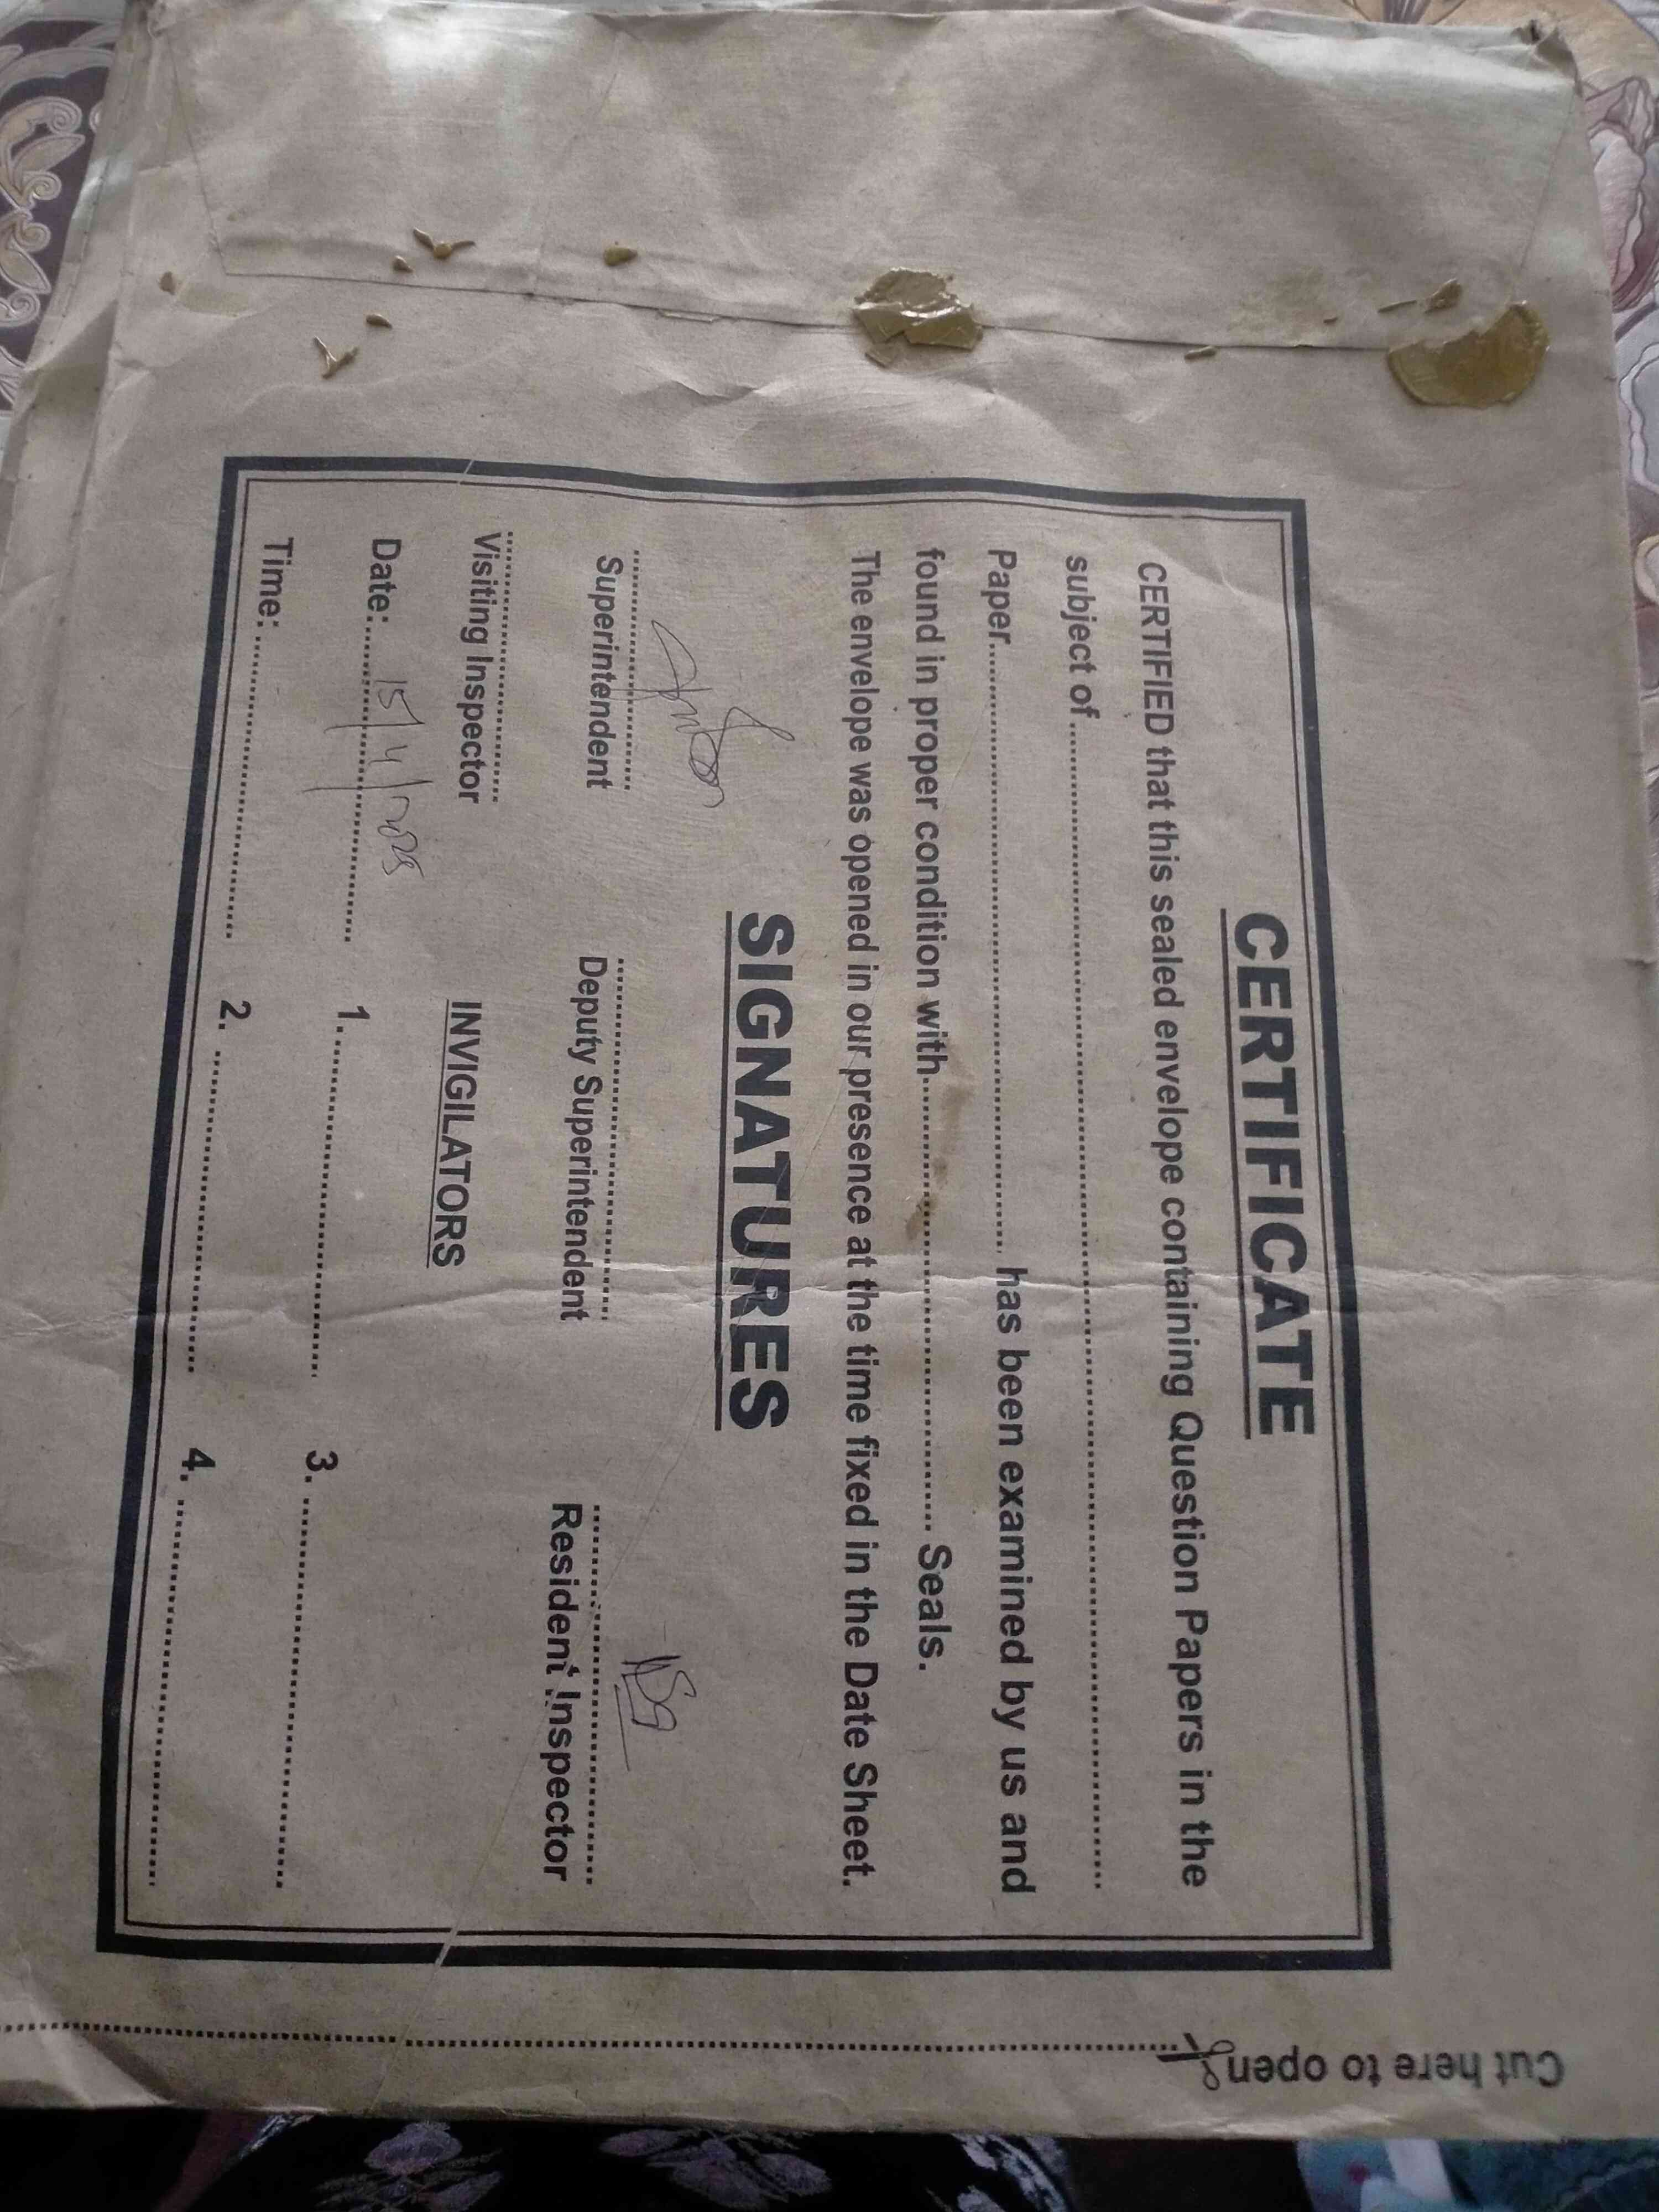 CERTIFICATE
CERTIFIED that this sealed envelope containing Question Papers in the
subject of ..........................................................................
Paper.......................................... has been examined by us and
found in proper condition with.......................................... Seals.
The envelope was opened in our presence at the time fixed in the Date Sheet.
SIGNATURES
Superintendent Deputy Superintendent Resident Inspector
Visiting Inspector INVIGILATORS
Date: 15/4/2025 1. .............................. 3. ..............................
Time: .............................. 2. .............................. 4. ..............................
Cut here to open